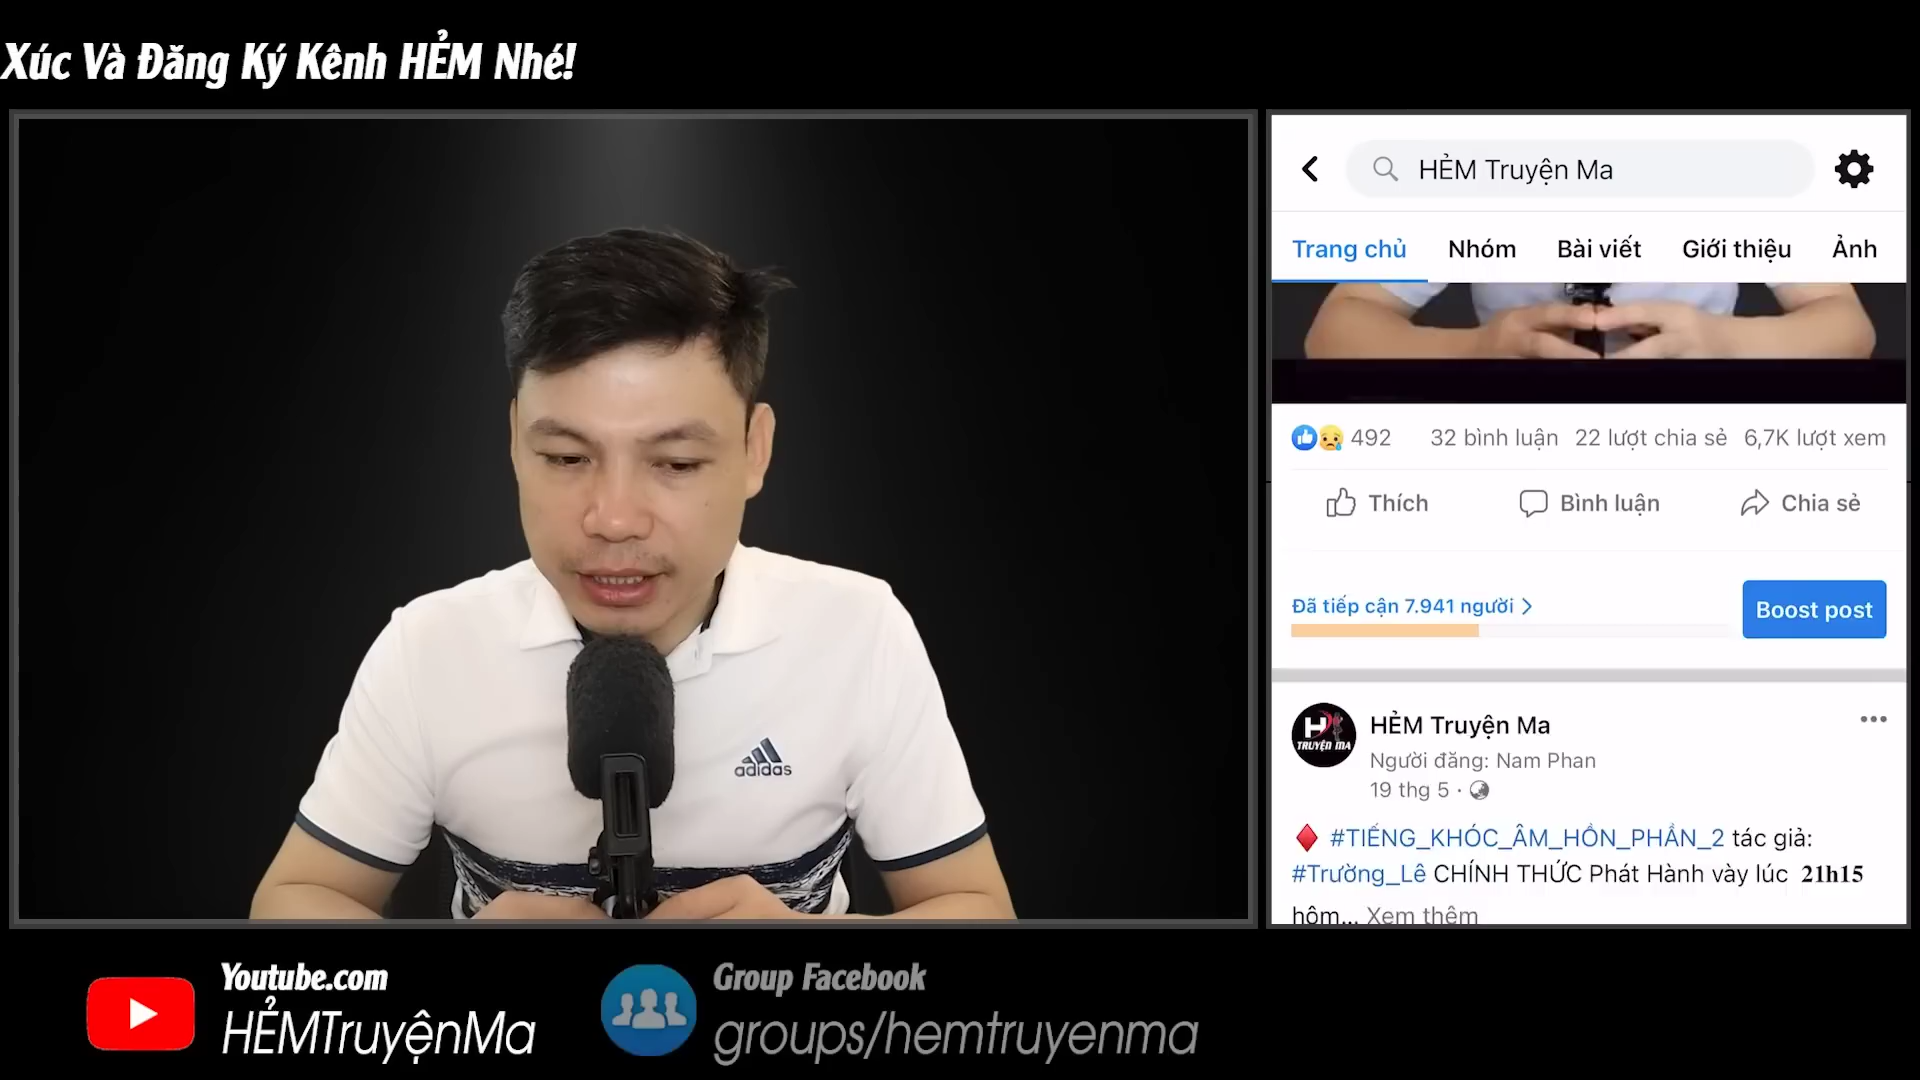 Xúc Và Đăng Ký Kênh HẺM Nhé!
adidas
HẺM Truyện Ma
Trang chủ Nhóm Bài viết Giới thiệu Ảnh
492 32 bình luận 22 lượt chia sẻ 6,7K lượt xem
Thích Bình luận Chia sẻ
Đã tiếp cận 7.941 người
Boost post
H
TRUYỆN MA
HẺM Truyện Ma
Người đăng: Nam Phan
19 thg 5 ·
#TIẾNG_KHÓC_ÂM_HỒN_PHẦN_2 tác giả:
#Trường_Lê CHÍNH THỨC Phát Hành vày lúc 21h15
hôm... Xem thêm
Youtube.com
HẺMTruyệnMa
Group Facebook
groups/hemtruyenma